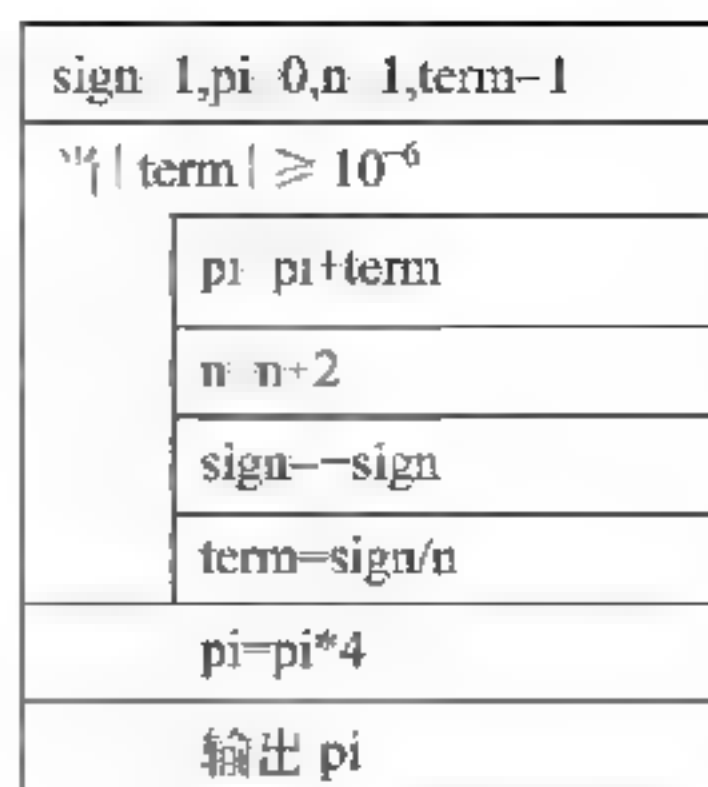 sign=1,pi=0,n=1,term=1
当|term|≥10⁻⁶
pi=pi+term
n=n+2
sign=-sign
term=sign/n
pi=pi*4
输出 pi